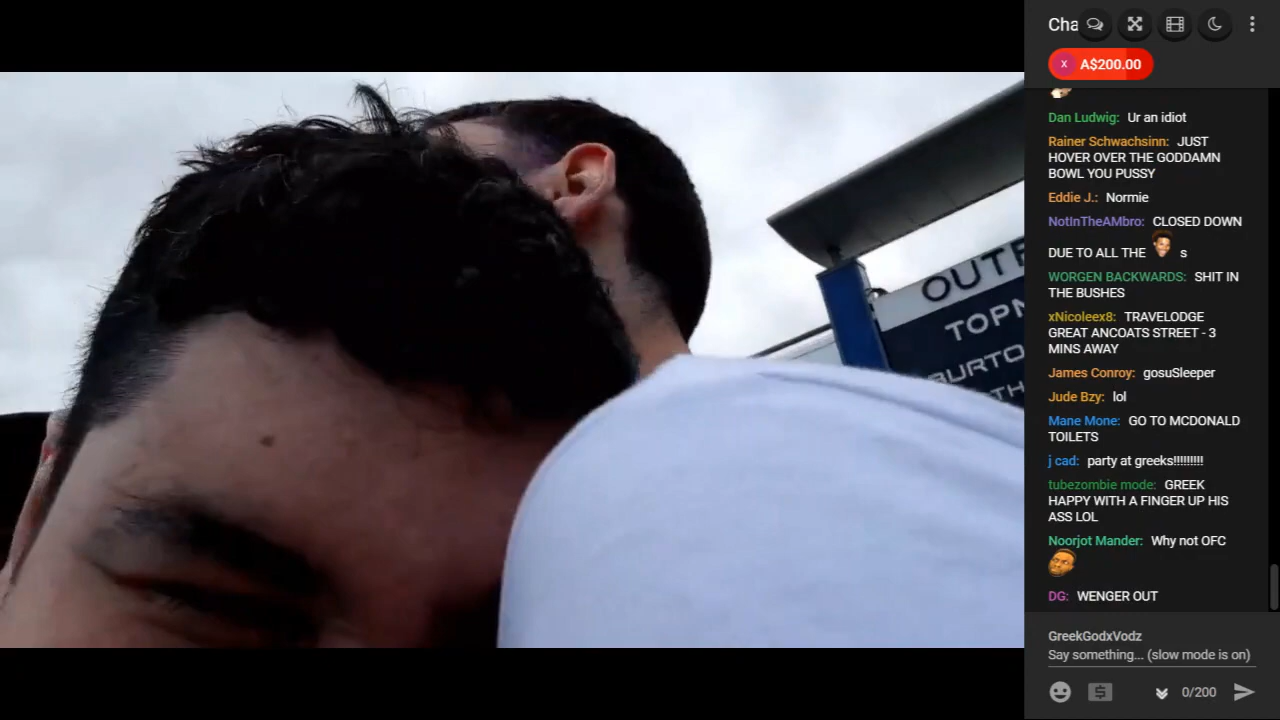 Cha
x A$200.00
Dan Ludwig: Ur an idiot
Rainer Schwachsinn: JUST
HOVER OVER THE GODDAMN
BOWL YOU PUSSY
Eddie J.: Normie
NotInTheAMbro: CLOSED DOWN
DUE TO ALL THE s
WORGEN BACKWARDS: SHIT IN
THE BUSHES
xNicoleex8: TRAVELODGE
GREAT ANCOATS STREET - 3
MINS AWAY
James Conroy: gosuSleeper
Jude Bzy: lol
Mane Mone: GO TO MCDONALD
TOILETS
j cad: party at greeks!!!!!!!!!
tubezombie mode: GREEK
HAPPY WITH A FINGER UP HIS
ASS LOL
Noorjot Mander: Why not OFC
DG: WENGER OUT
GreekGodxVodz
Say something... (slow mode is on)
0/200
OUTF
TOPN
BURTO
TH